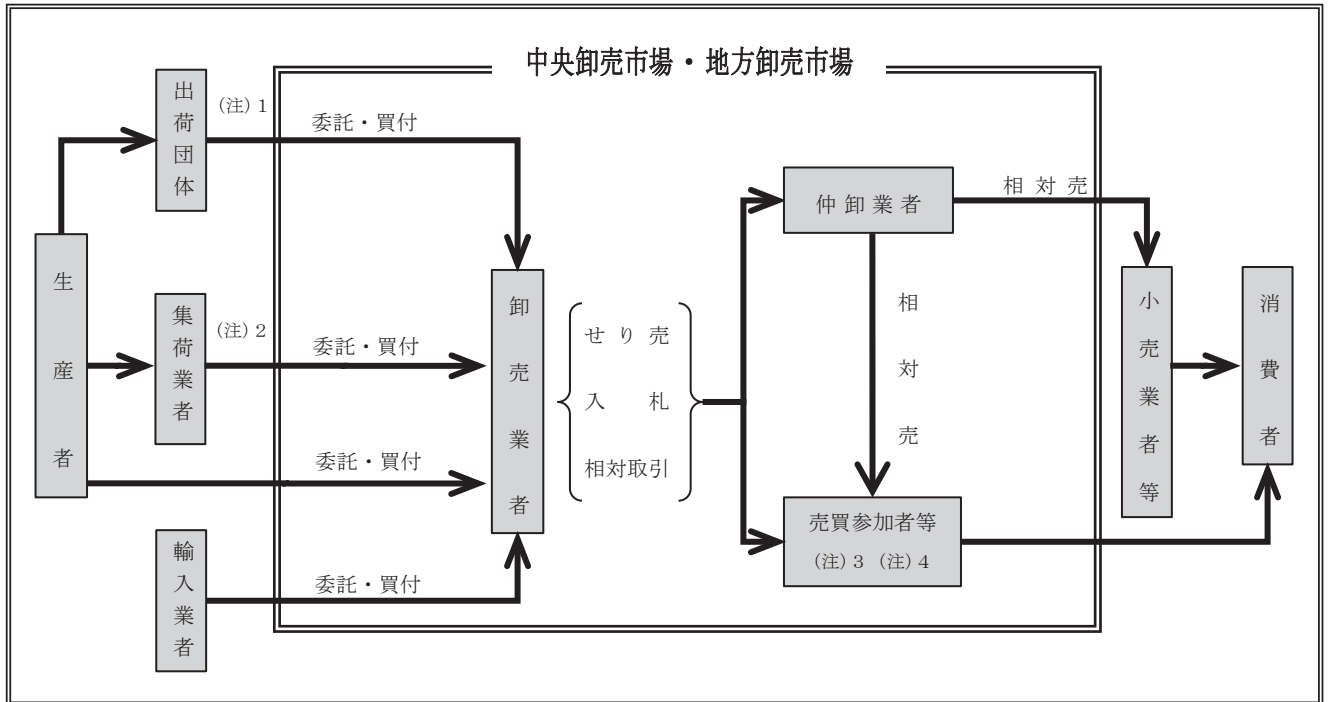 中央卸売市場・地方卸売市場
出荷団体
(注) 1
委託・買付
生産者
集荷業者
(注) 2
委託・買付
委託・買付
輸入業者
委託・買付
卸売業者
せり売
入札
相対取引
仲卸業者
相対売
相対売
売買参加者等
(注) 3 (注) 4
小売業者等
消費者